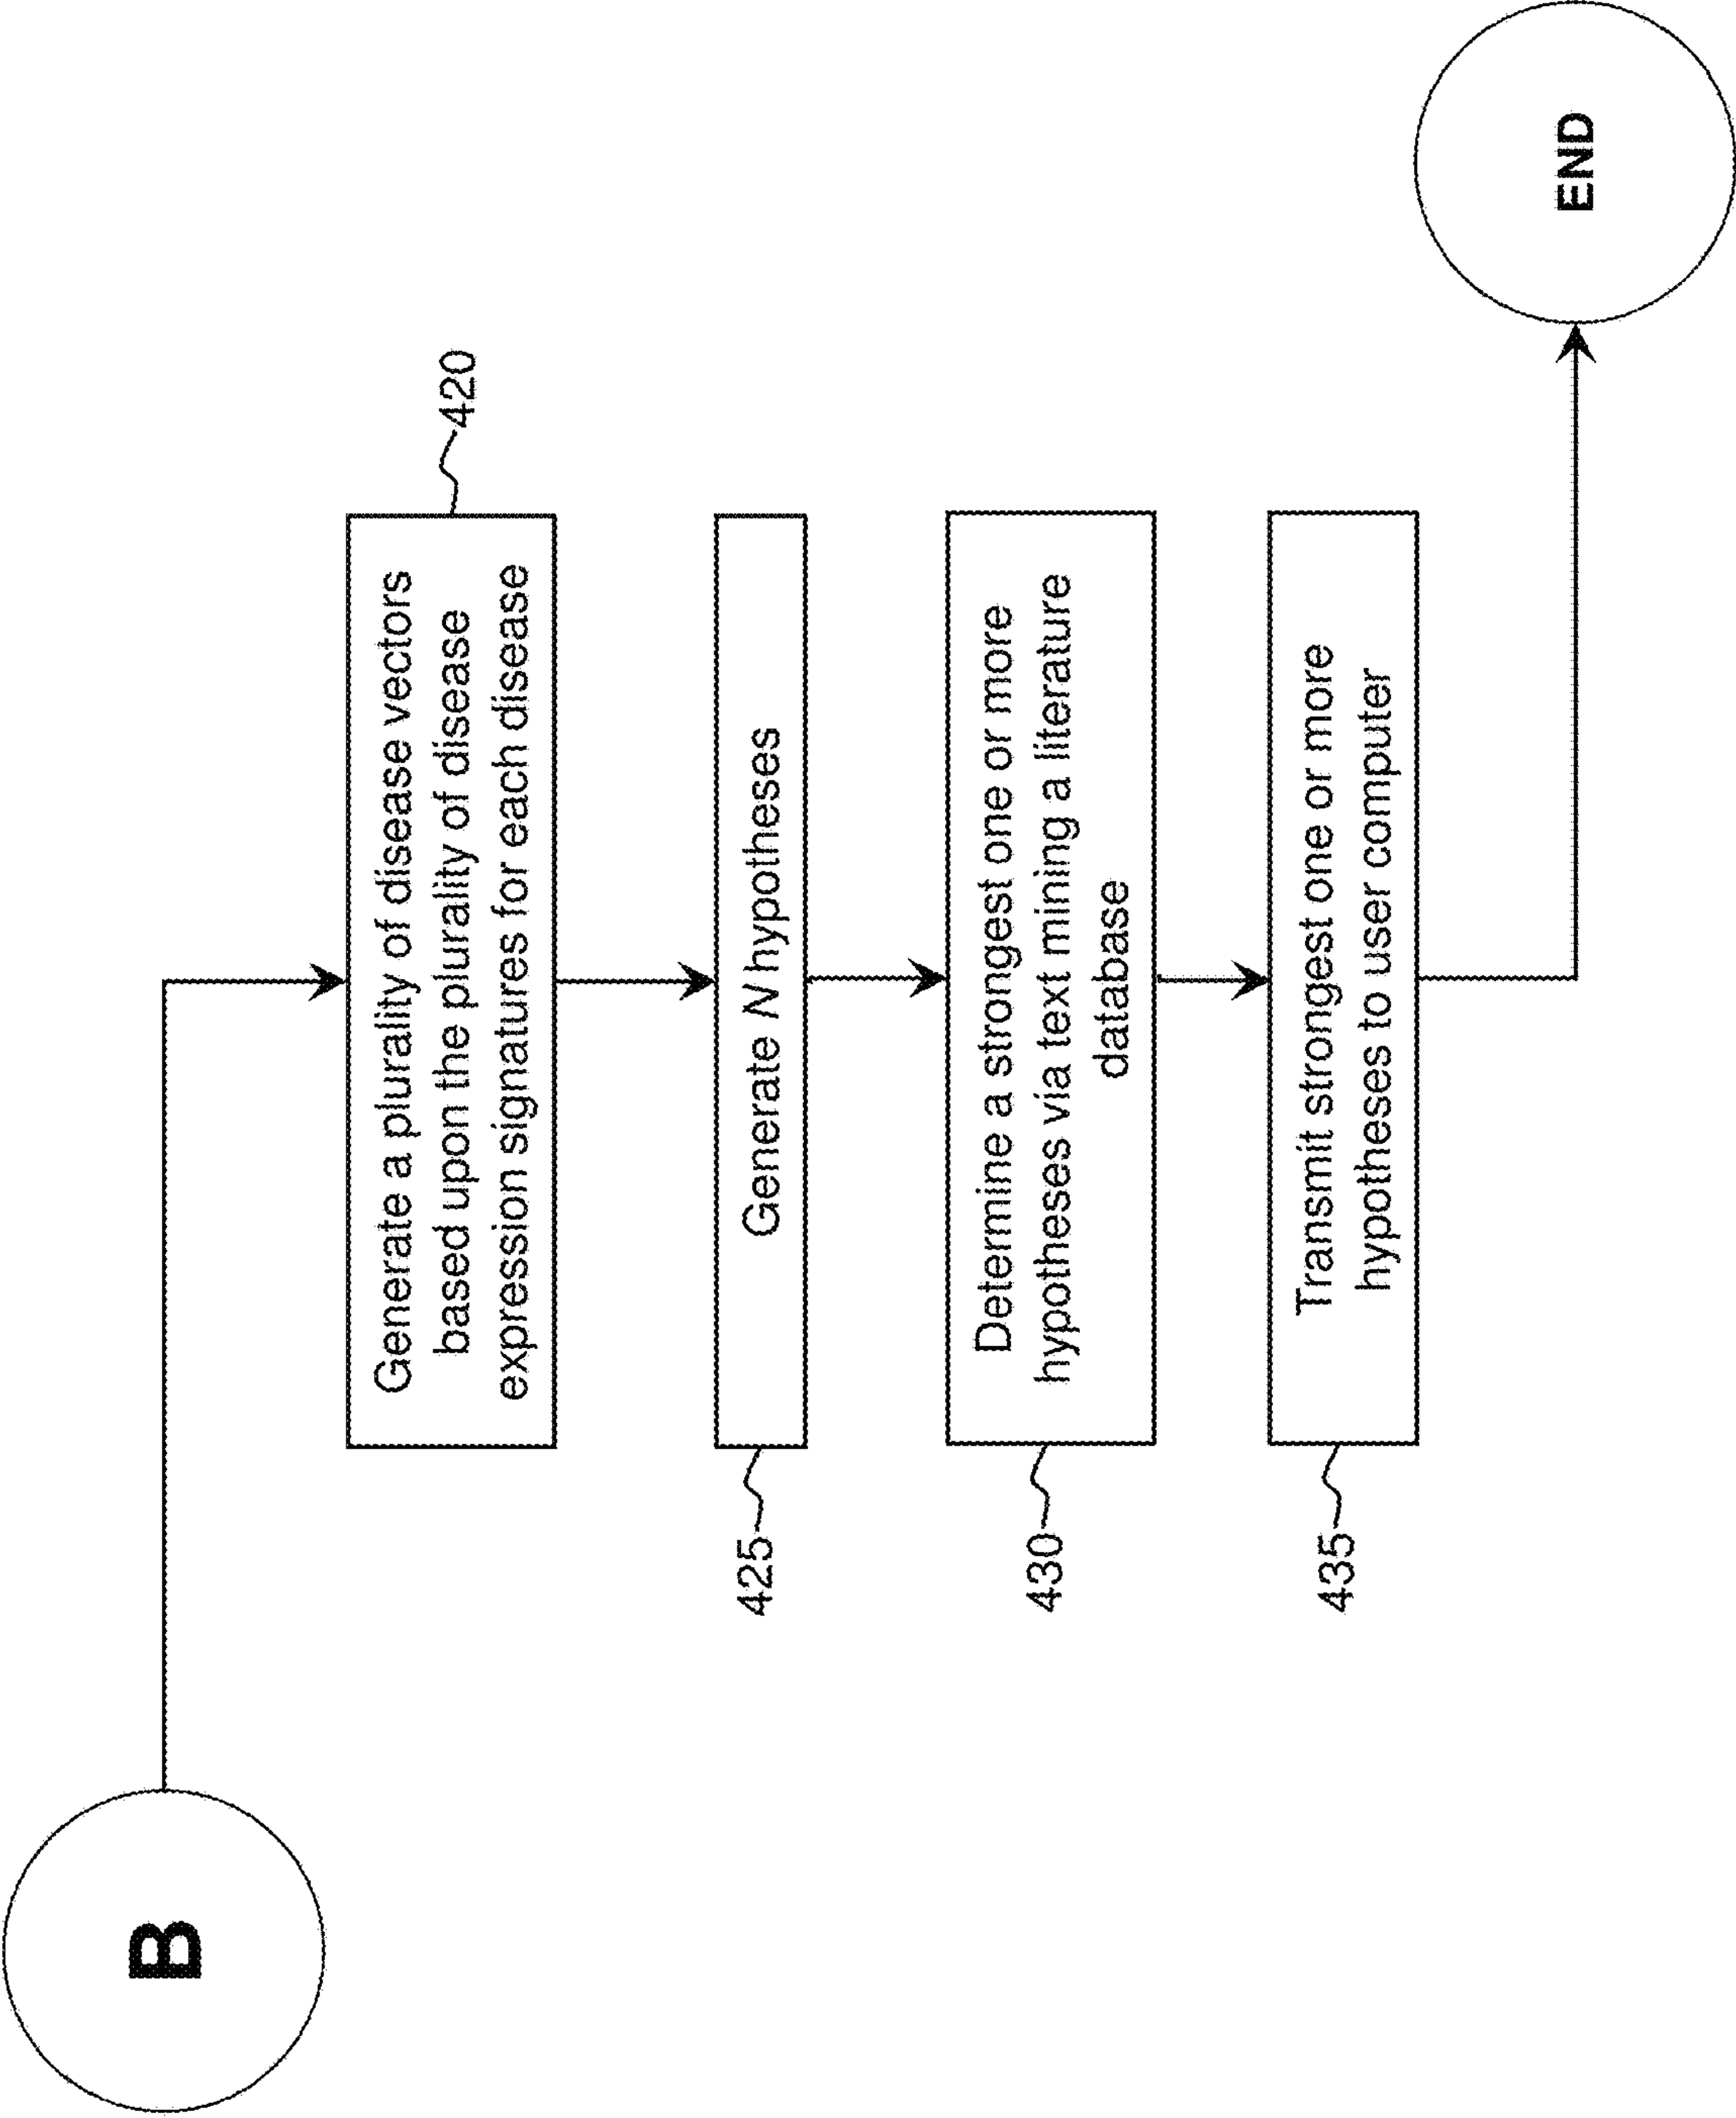 B
Generate a plurality of disease vectors
based upon the plurality of disease
expression signatures for each disease
420
Generate N hypotheses
425
Determine a strongest one or more
hypotheses via text mining a literature
database
430
Transmit strongest one or more
hypotheses to user computer
435
END